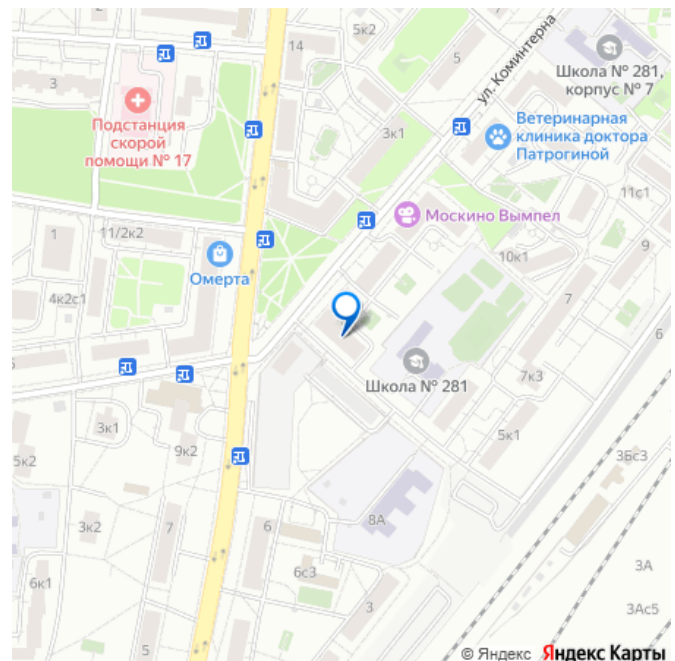 5к2
14
5
ул. Коминтерна
Школа № 281,
корпус № 7
3
Подстанция
скорой
помощи № 17
3к1
Ветеринарная
клиника доктора
Патрогиной
11с1
Москино Вымпел
1
11/2к2
9
10к1
Омерта
4к2с1
7
6
Школа № 281
7к3
3к1
5к1
9к2
5к2
3Бс3
3к2
7
6
8А
6с3
3А
6к1
3
3Ас5
5
© Яндекс Яндекс Карты